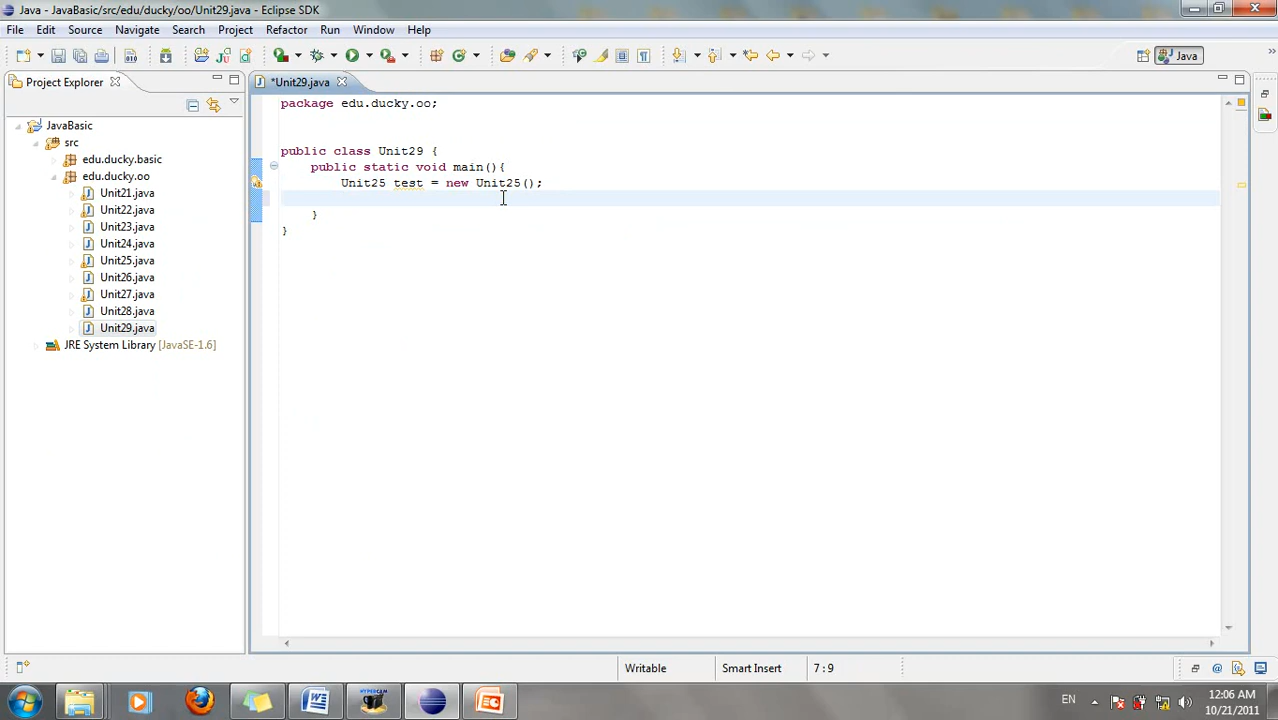 Java - JavaBasic/src/edu/ducky/oo/Unit29.java - Eclipse SDK
File Edit Source Navigate Search Project Refactor Run Window Help
Java
Project Explorer
*Unit29.java
JavaBasic
src
edu.ducky.basic
edu.ducky.oo
Unit21.java
Unit22.java
Unit23.java
Unit24.java
Unit25.java
Unit26.java
Unit27.java
Unit28.java
Unit29.java
JRE System Library [JavaSE-1.6]
package edu.ducky.oo;
public class Unit29 {
public static void main(){
Unit25 test = new Unit25();
}
}
Writable Smart Insert 7 : 9
EN
12:06 AM
10/21/2011